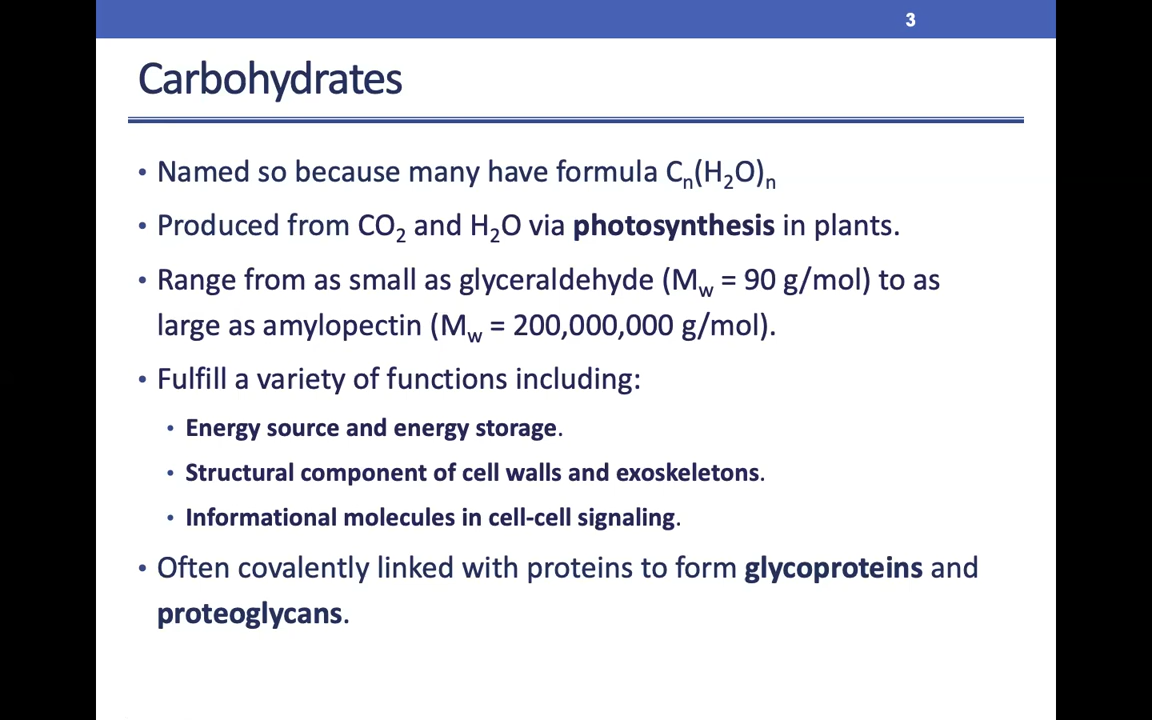 3
Carbohydrates
• Named so because many have formula Cₙ(H₂O)ₙ
• Produced from CO₂ and H₂O via photosynthesis in plants.
• Range from as small as glyceraldehyde (M_w = 90 g/mol) to as
large as amylopectin (M_w = 200,000,000 g/mol).
• Fulfill a variety of functions including:
• Energy source and energy storage.
• Structural component of cell walls and exoskeletons.
• Informational molecules in cell-cell signaling.
• Often covalently linked with proteins to form glycoproteins and
proteoglycans.